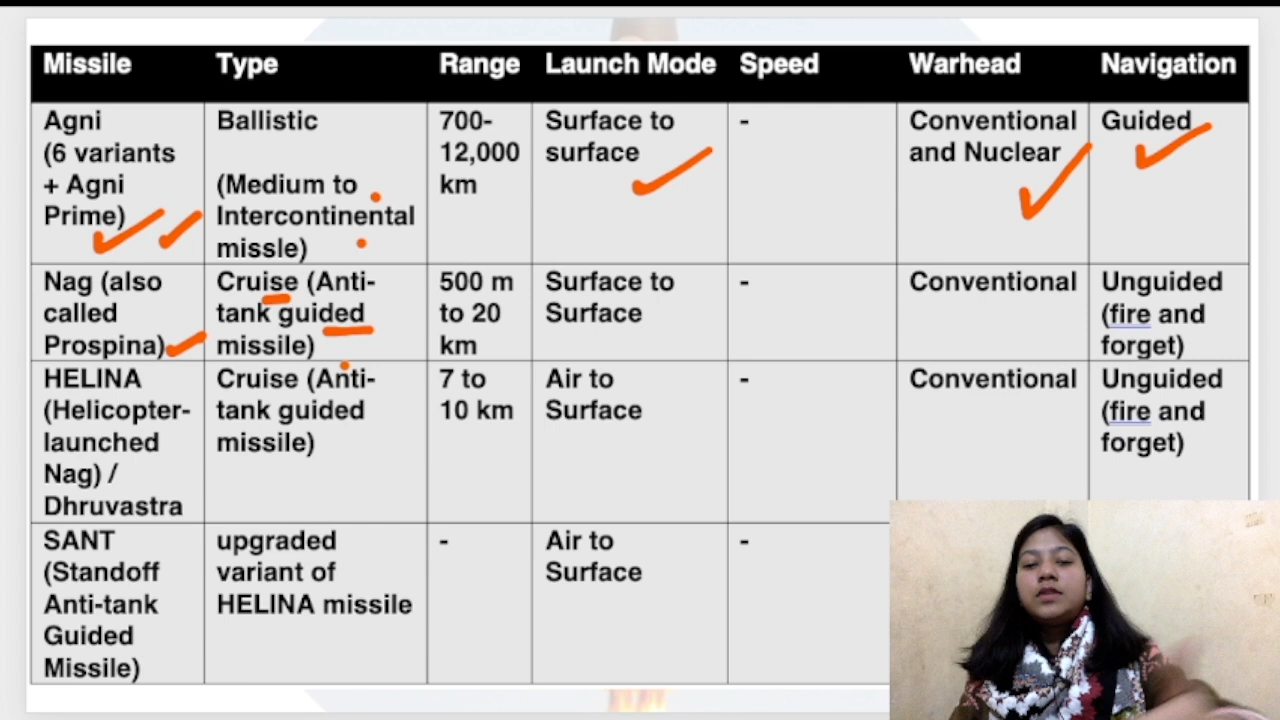 Missile Type Range Launch Mode Speed Warhead Navigation
Agni
(6 variants
+ Agni
Prime)
Ballistic
(Medium to
Intercontinental
missle)
700-
12,000
km
Surface to
surface
-
Conventional
and Nuclear
Guided
Nag (also
called
Prospina)
Cruise (Anti-
tank guided
missile)
500 m
to 20
km
Surface to
Surface
-
Conventional
Unguided
(fire and
forget)
HELINA
(Helicopter-
launched
Nag) /
Dhruvastra
Cruise (Anti-
tank guided
missile)
7 to
10 km
Air to
Surface
-
Conventional
Unguided
(fire and
forget)
SANT
(Standoff
Anti-tank
Guided
Missile)
upgraded
variant of
HELINA missile
-
Air to
Surface
-